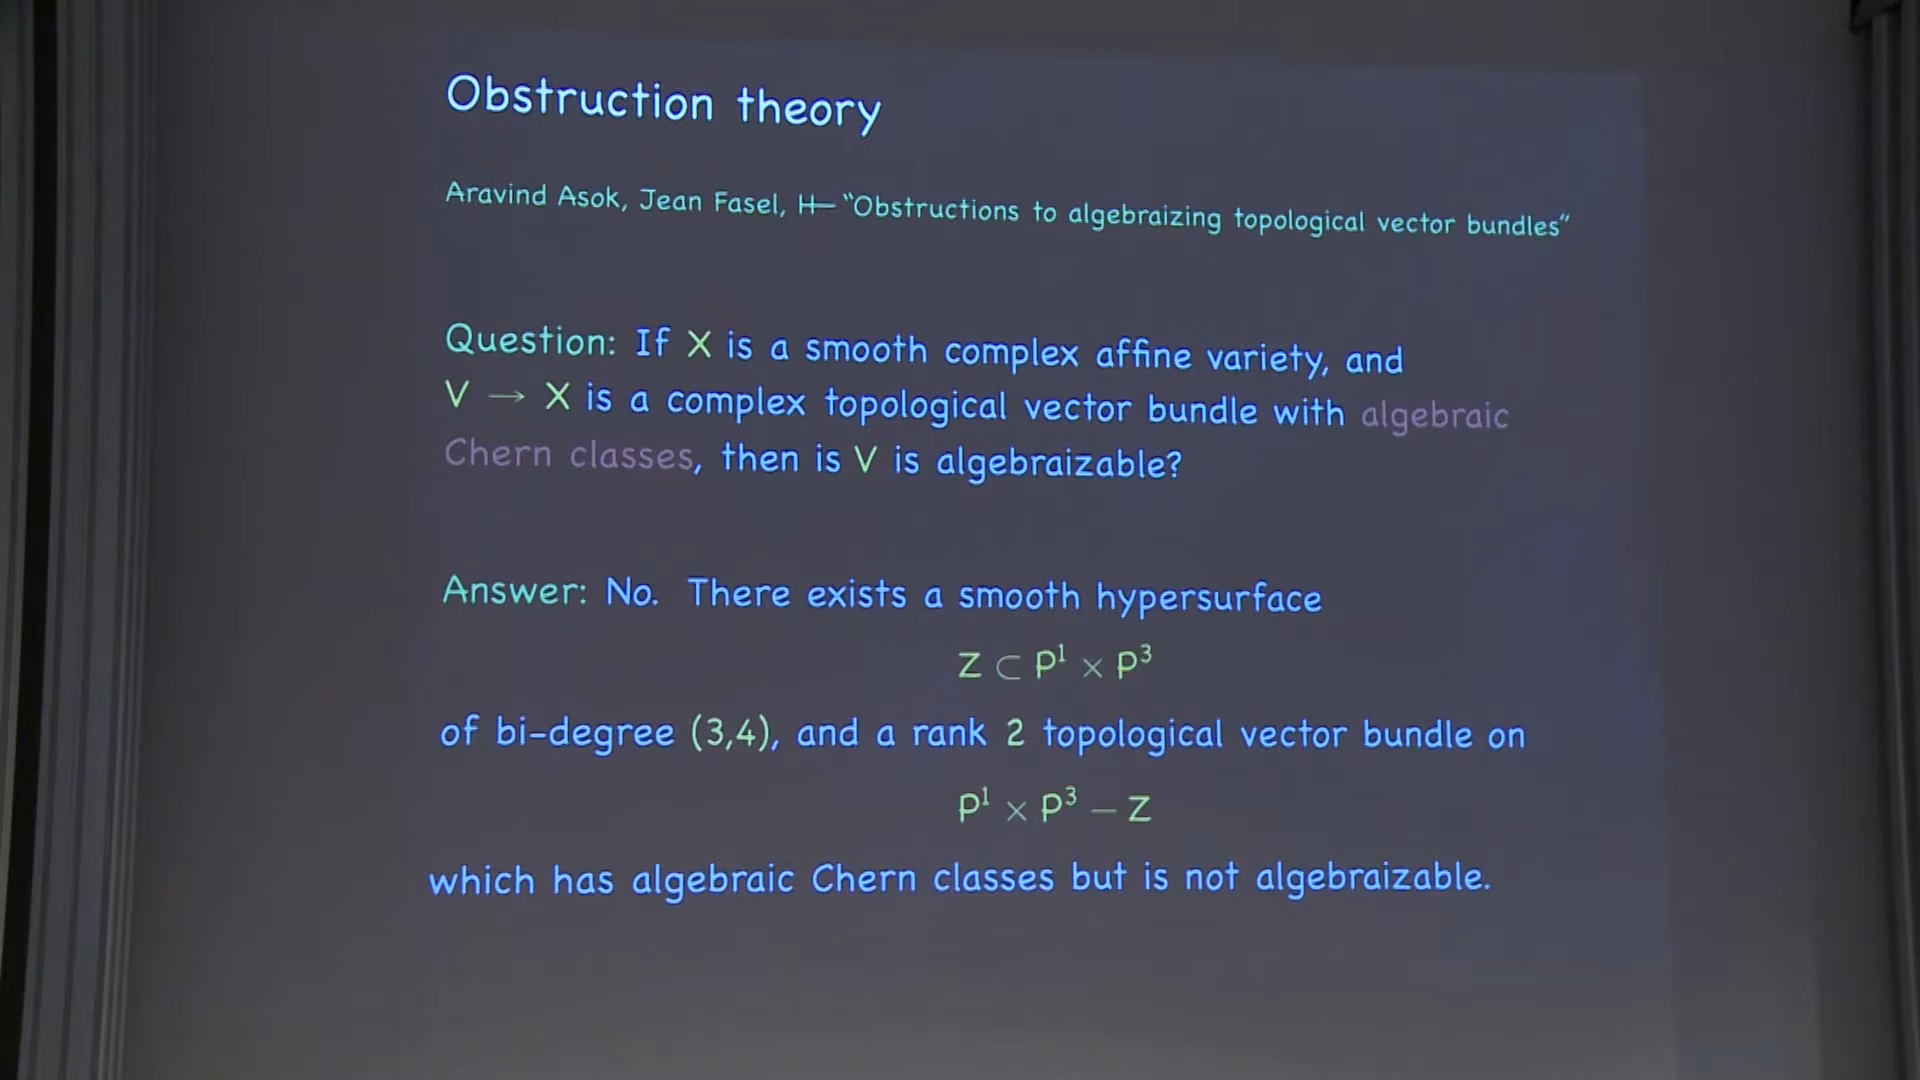 Obstruction theory
Aravind Asok, Jean Fasel, H— “Obstructions to algebraizing topological vector bundles”
Question: If X is a smooth complex affine variety, and
V → X is a complex topological vector bundle with algebraic
Chern classes, then is V is algebraizable?
Answer: No. There exists a smooth hypersurface
Z ⊂ P¹ × P³
of bi-degree (3,4), and a rank 2 topological vector bundle on
P¹ × P³ − Z
which has algebraic Chern classes but is not algebraizable.